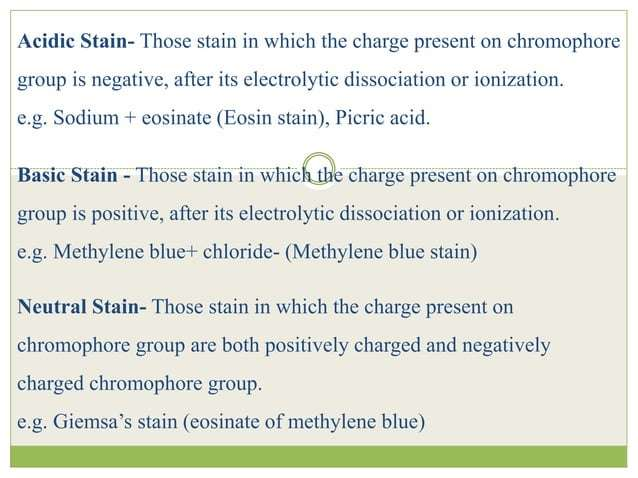 Acidic Stain- Those stain in which the charge present on chromophore
group is negative, after its electrolytic dissociation or ionization.
e.g. Sodium + eosinate (Eosin stain), Picric acid.
Basic Stain - Those stain in which the charge present on chromophore
group is positive, after its electrolytic dissociation or ionization.
e.g. Methylene blue+ chloride- (Methylene blue stain)
Neutral Stain- Those stain in which the charge present on
chromophore group are both positively charged and negatively
charged chromophore group.
e.g. Giemsa’s stain (eosinate of methylene blue)